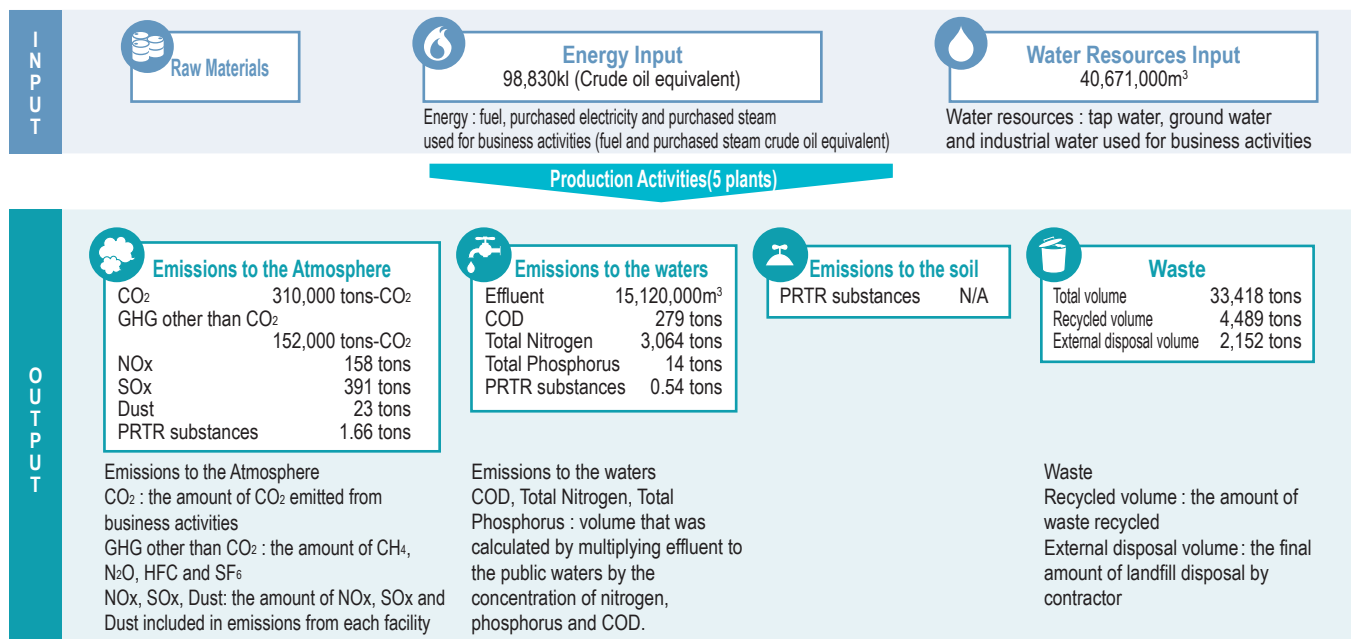 INPUT
Raw Materials
Energy Input
98,830kl (Crude oil equivalent)
Energy : fuel, purchased electricity and purchased steam
used for business activities (fuel and purchased steam crude oil equivalent)
Water Resources Input
40,671,000m³
Water resources : tap water, ground water
and industrial water used for business activities
Production Activities(5 plants)
OUTPUT
Emissions to the Atmosphere
CO₂ 310,000 tons-CO₂
GHG other than CO₂
152,000 tons-CO₂
NOx 158 tons
SOx 391 tons
Dust 23 tons
PRTR substances 1.66 tons
Emissions to the Atmosphere
CO₂ : the amount of CO₂ emitted from
business activities
GHG other than CO₂ : the amount of CH₄,
N₂O, HFC and SF₆
NOx, SOx, Dust: the amount of NOx, SOx and
Dust included in emissions from each facility
Emissions to the waters
Effluent 15,120,000m³
COD 279 tons
Total Nitrogen 3,064 tons
Total Phosphorus 14 tons
PRTR substances 0.54 tons
Emissions to the waters
COD, Total Nitrogen, Total
Phosphorus : volume that was
calculated by multiplying effluent to
the public waters by the
concentration of nitrogen,
phosphorus and COD.
Emissions to the soil
PRTR substances N/A
Waste
Total volume 33,418 tons
Recycled volume 4,489 tons
External disposal volume 2,152 tons
Waste
Recycled volume : the amount of
waste recycled
External disposal volume : the final
amount of landfill disposal by
contractor